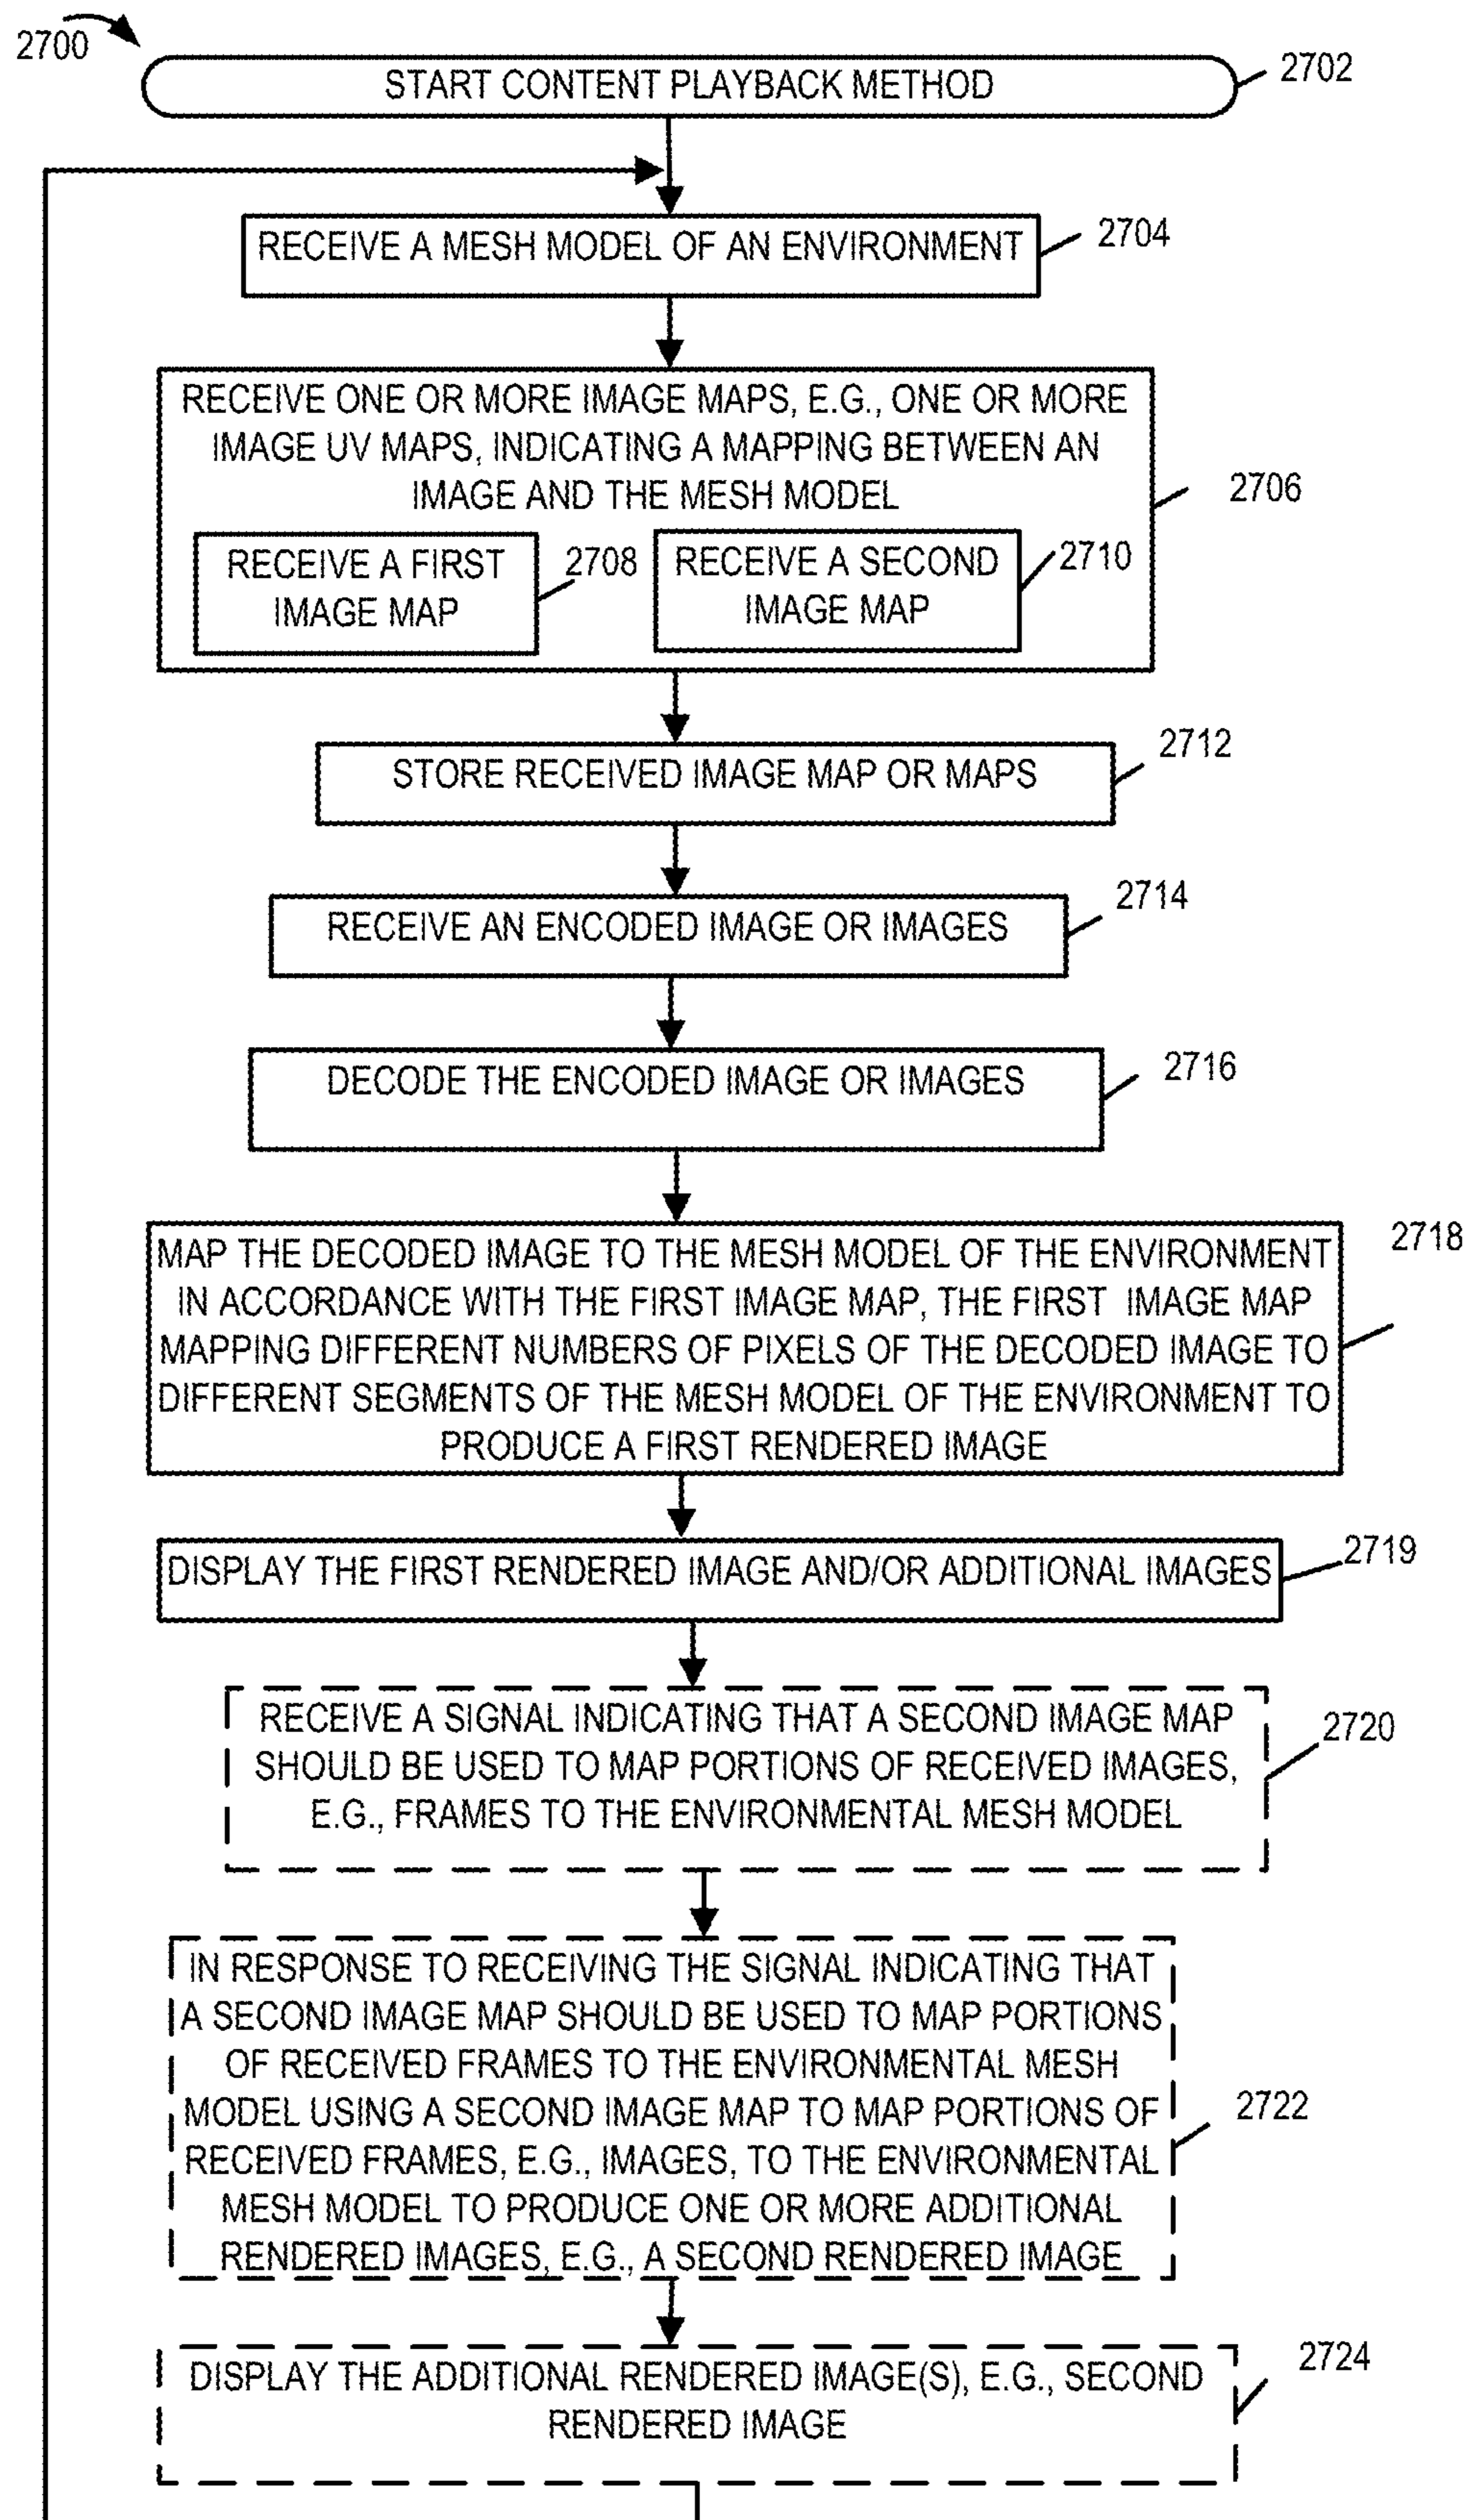 2700
START CONTENT PLAYBACK METHOD
2702
RECEIVE A MESH MODEL OF AN ENVIRONMENT
2704
RECEIVE ONE OR MORE IMAGE MAPS, E.G., ONE OR MORE
IMAGE UV MAPS, INDICATING A MAPPING BETWEEN AN
IMAGE AND THE MESH MODEL
2706
RECEIVE A FIRST
IMAGE MAP
2708
RECEIVE A SECOND
IMAGE MAP
2710
STORE RECEIVED IMAGE MAP OR MAPS
2712
RECEIVE AN ENCODED IMAGE OR IMAGES
2714
DECODE THE ENCODED IMAGE OR IMAGES
2716
MAP THE DECODED IMAGE TO THE MESH MODEL OF THE ENVIRONMENT
IN ACCORDANCE WITH THE FIRST IMAGE MAP, THE FIRST IMAGE MAP
MAPPING DIFFERENT NUMBERS OF PIXELS OF THE DECODED IMAGE TO
DIFFERENT SEGMENTS OF THE MESH MODEL OF THE ENVIRONMENT TO
PRODUCE A FIRST RENDERED IMAGE
2718
DISPLAY THE FIRST RENDERED IMAGE AND/OR ADDITIONAL IMAGES
2719
RECEIVE A SIGNAL INDICATING THAT A SECOND IMAGE MAP
SHOULD BE USED TO MAP PORTIONS OF RECEIVED IMAGES,
E.G., FRAMES TO THE ENVIRONMENTAL MESH MODEL
2720
IN RESPONSE TO RECEIVING THE SIGNAL INDICATING THAT
A SECOND IMAGE MAP SHOULD BE USED TO MAP PORTIONS
OF RECEIVED FRAMES TO THE ENVIRONMENTAL MESH
MODEL USING A SECOND IMAGE MAP TO MAP PORTIONS OF
RECEIVED FRAMES, E.G., IMAGES, TO THE ENVIRONMENTAL
MESH MODEL TO PRODUCE ONE OR MORE ADDITIONAL
RENDERED IMAGES, E.G., A SECOND RENDERED IMAGE
2722
DISPLAY THE ADDITIONAL RENDERED IMAGE(S), E.G., SECOND
RENDERED IMAGE
2724